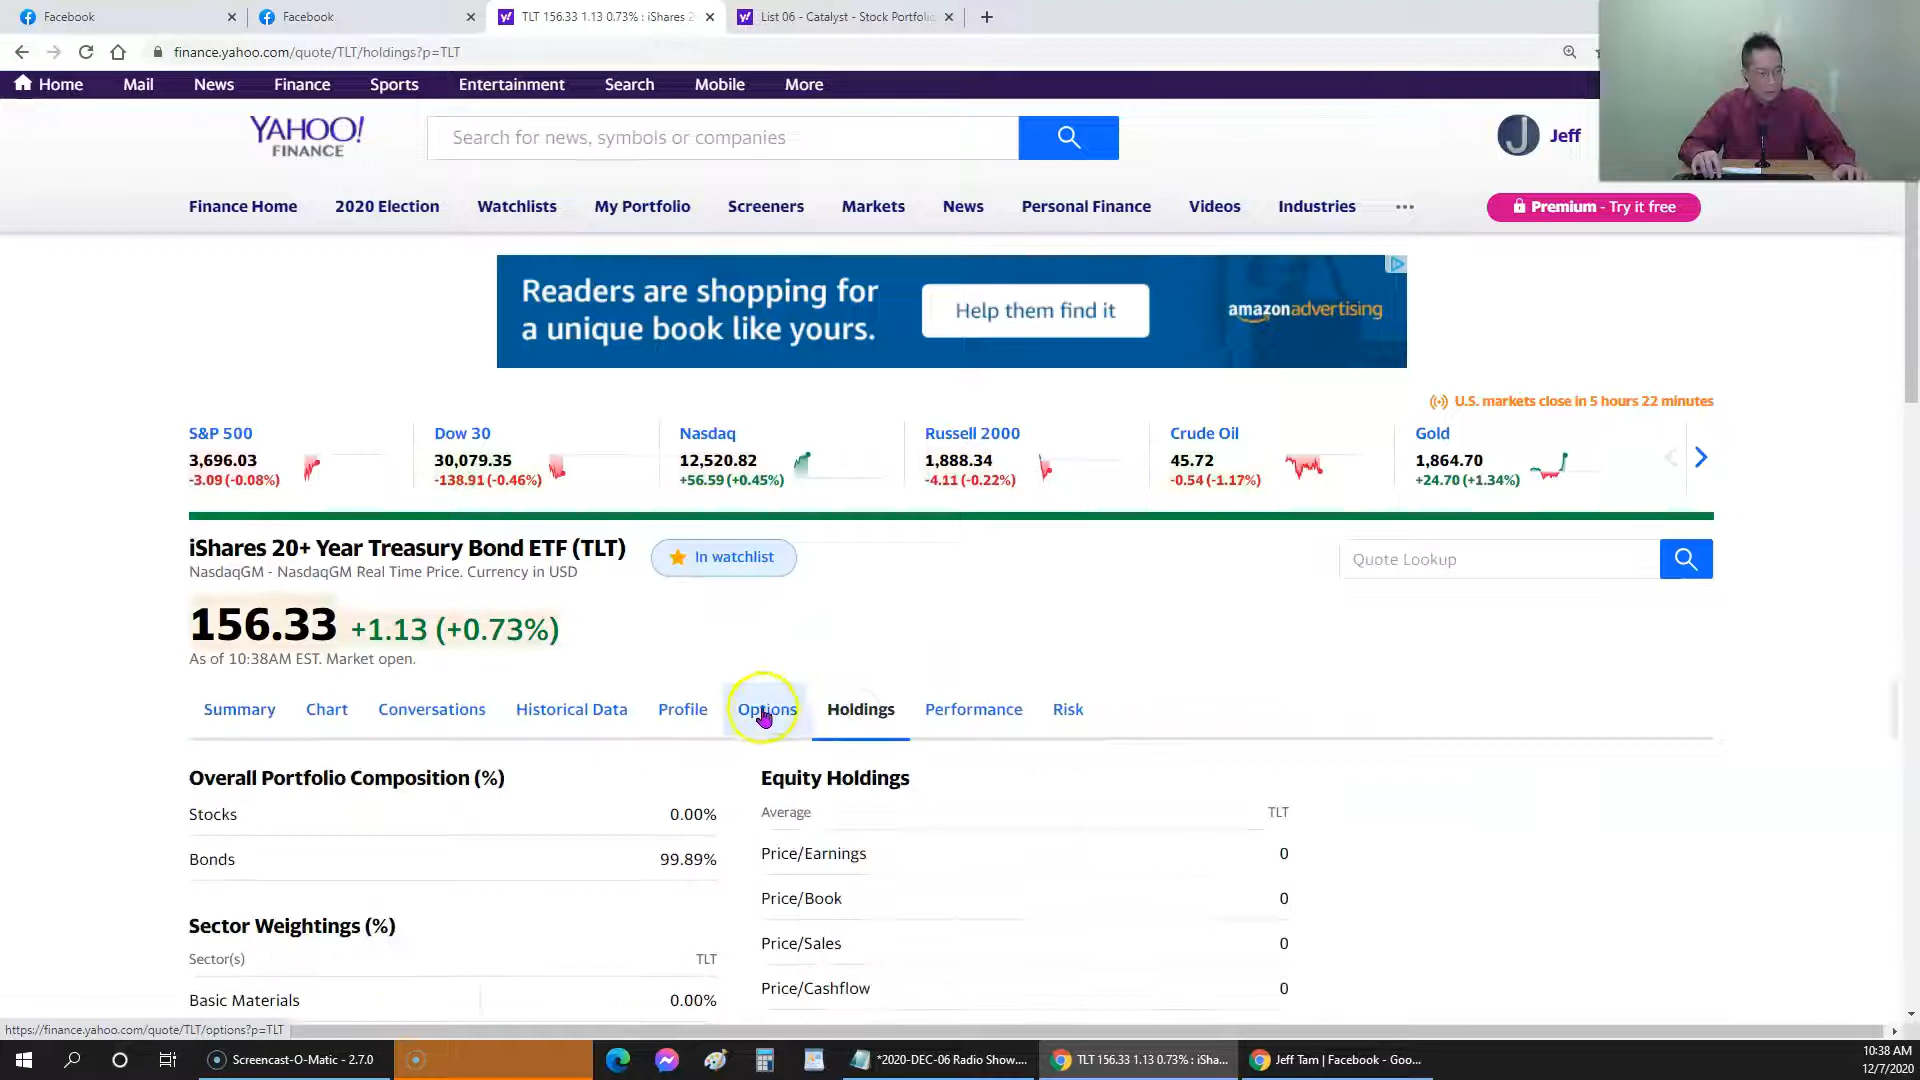 Facebook
Facebook
TLT 156.33 1.13 0.73% : iShares 2
List 06 - Catalyst - Stock Portfolio
finance.yahoo.com/quote/TLT/holdings?p=TLT
Home Mail News Finance Sports Entertainment Search Mobile More
YAHOO!
FINANCE
Search for news, symbols or companies
J Jeff
Finance Home 2020 Election Watchlists My Portfolio Screeners Markets News Personal Finance Videos Industries ...
Premium - Try it free
Readers are shopping for
a unique book like yours.
Help them find it
amazonadvertising
U.S. markets close in 5 hours 22 minutes
S&P 500 Dow 30 Nasdaq Russell 2000 Crude Oil Gold
3,696.03 30,079.35 12,520.82 1,888.34 45.72 1,864.70
-3.09 (-0.08%) -138.91 (-0.46%) +56.59 (+0.45%) -4.11 (-0.22%) -0.54 (-1.17%) +24.70 (+1.34%)
iShares 20+ Year Treasury Bond ETF (TLT)
In watchlist
NasdaqGM - NasdaqGM Real Time Price. Currency in USD
Quote Lookup
156.33 +1.13 (+0.73%)
As of 10:38AM EST. Market open.
Summary Chart Conversations Historical Data Profile Options Holdings Performance Risk
Overall Portfolio Composition (%)
Stocks 0.00%
Bonds 99.89%
Sector Weightings (%)
Sector(s) TLT
Basic Materials 0.00%
Equity Holdings
Average TLT
Price/Earnings 0
Price/Book 0
Price/Sales 0
Price/Cashflow 0
https://finance.yahoo.com/quote/TLT/options?p=TLT
Screencast-O-Matic - 2.7.0
*2020-DEC-06 Radio Show....
TLT 156.33 1.13 0.73% : iSha...
Jeff Tam | Facebook - Goo...
10:38 AM
12/7/2020